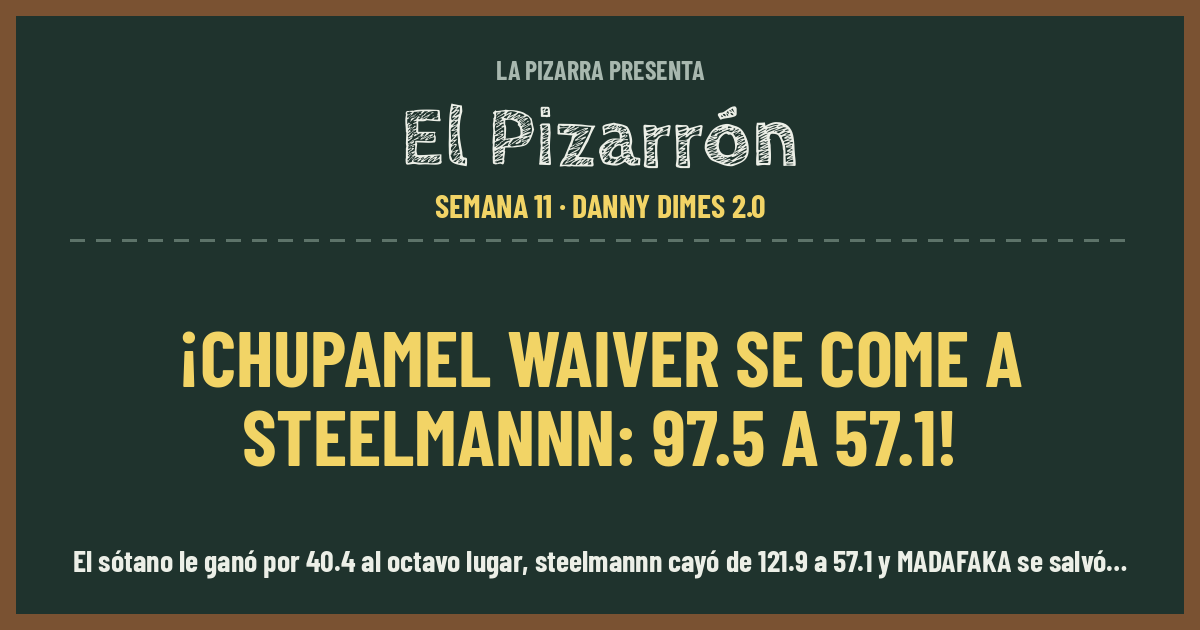 LA PIZARRA PRESENTA
El Pizarrón
SEMANA 11 · DANNY DIMES 2.0
¡CHUPAMEL WAIVER SE COME A
STEELMANNN: 97.5 A 57.1!
El sótano le ganó por 40.4 al octavo lugar, steelmannn cayó de 121.9 a 57.1 y MADAFAKA se salvó...